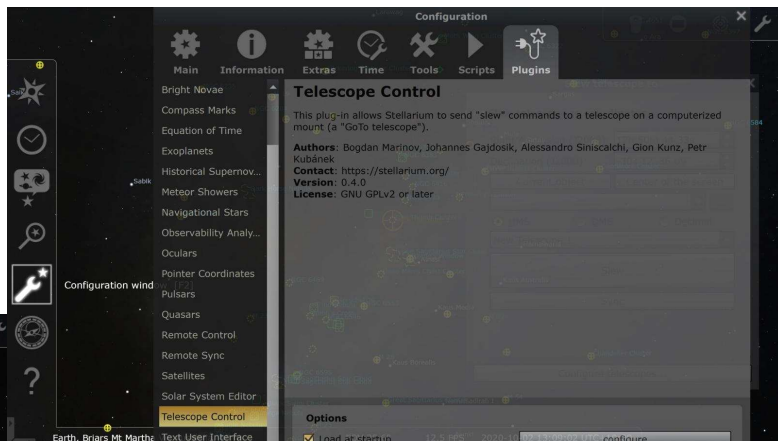 Configuration
Main Information Extras Time Tools Scripts Plugins
Bright Novae
Compass Marks
Equation of Time
Exoplanets
Historical Supernov...
Meteor Showers
Navigational Stars
Observability Analy...
Oculars
Pointer Coordinates
Pulsars
Quasars
Remote Control
Remote Sync
Satellites
Solar System Editor
Telescope Control
Text User Interface
Telescope Control
This plug-in allows Stellarium to send "slew" commands to a telescope on a computerized
mount (a "GoTo telescope").
Authors: Bogdan Marinov, Johannes Gajdosik, Alessandro Siniscalchi, Gion Kunz, Petr
Kubánek
Contact: https://stellarium.org/
Version: 0.4.0
License: GNU GPLv2 or later
Options
Load at startup
configure
Sabik
Configuration window [F2]
Earth, Briars Mt Martha